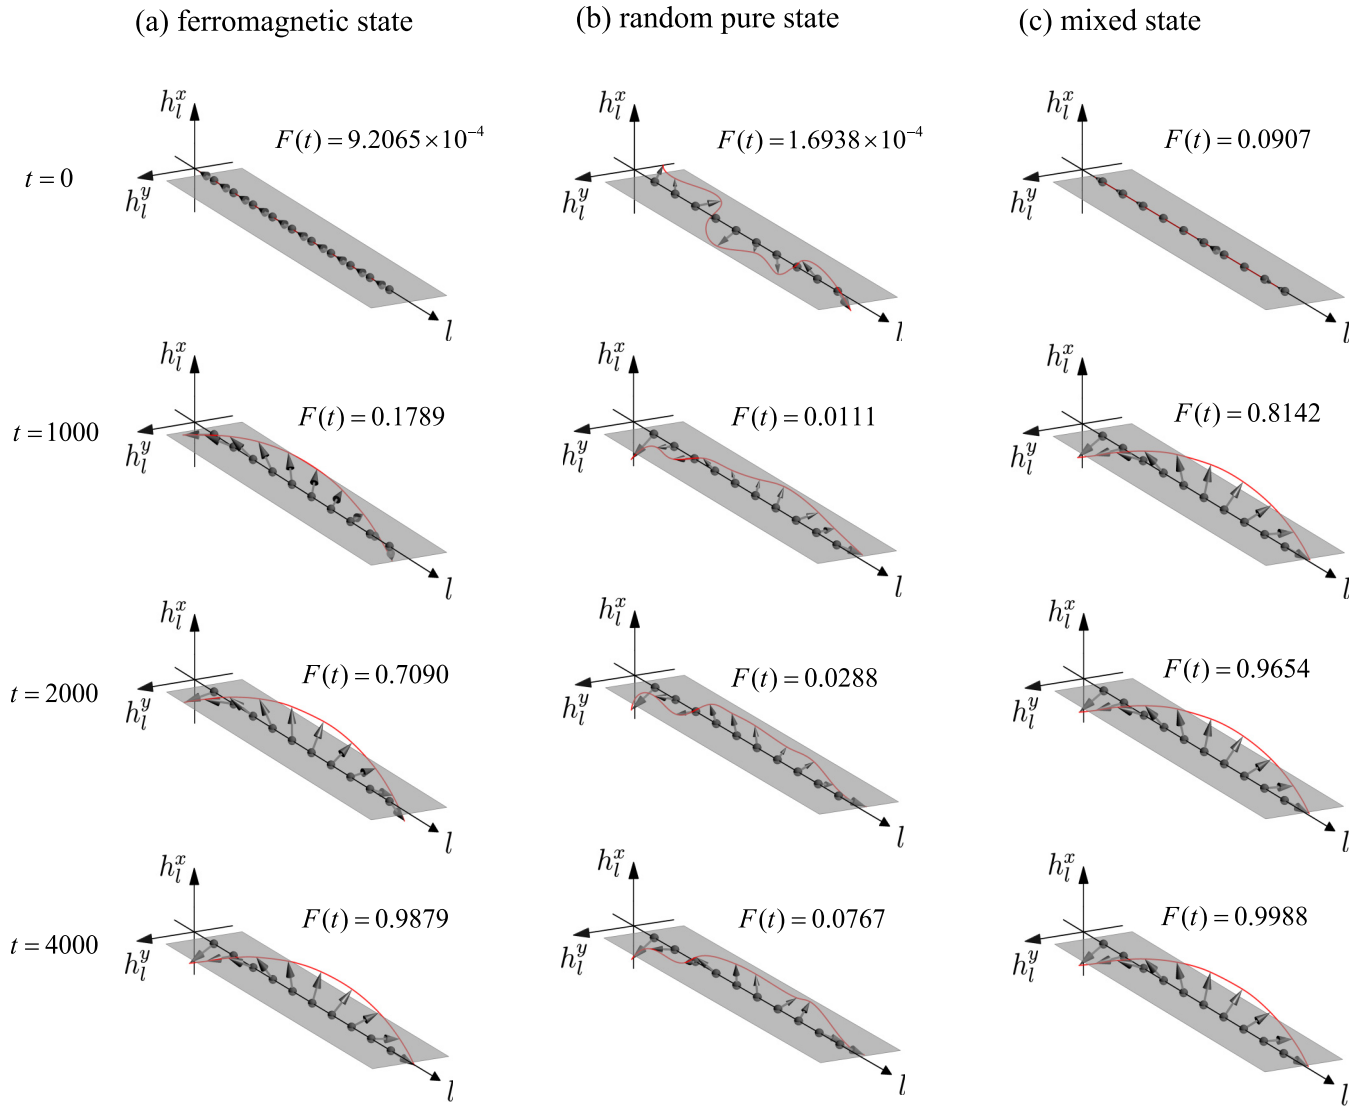 (a) ferromagnetic state
(b) random pure state
(c) mixed state
t = 0
h_l^x
F(t) = 9.2065×10^{-4}
h_l^y
l
h_l^x
F(t) = 1.6938×10^{-4}
h_l^y
l
h_l^x
F(t) = 0.0907
h_l^y
l
t = 1000
h_l^x
F(t) = 0.1789
h_l^y
l
h_l^x
F(t) = 0.0111
h_l^y
l
h_l^x
F(t) = 0.8142
h_l^y
l
t = 2000
h_l^x
F(t) = 0.7090
h_l^y
l
h_l^x
F(t) = 0.0288
h_l^y
l
h_l^x
F(t) = 0.9654
h_l^y
l
t = 4000
h_l^x
F(t) = 0.9879
h_l^y
l
h_l^x
F(t) = 0.0767
h_l^y
l
h_l^x
F(t) = 0.9988
h_l^y
l